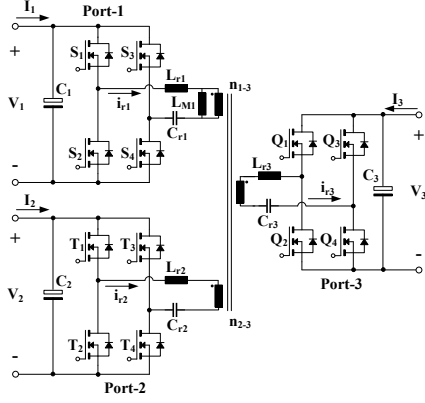 Port-1
I1
+
S1
S3
V1
C1
Lr1
LM1
ir1
Cr1
S2
S4
-
n1-3
I3
+
Q1
Q3
Lr3
ir3
C3
V3
Cr3
Q2
Q4
-
Port-3
I2
+
T1
T3
V2
C2
Lr2
ir2
Cr2
T2
T4
-
n2-3
Port-2